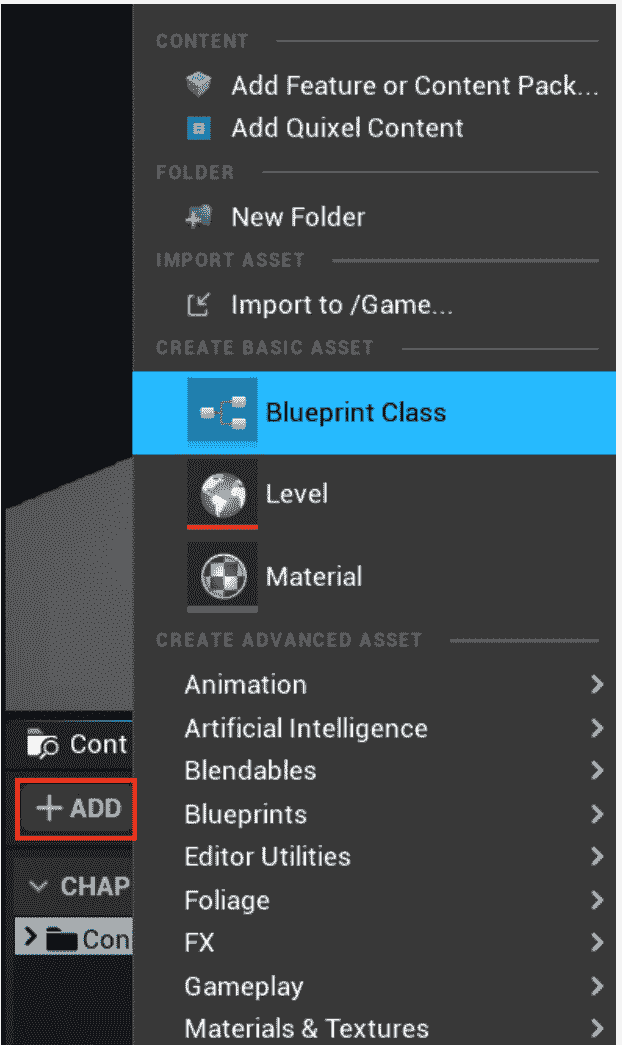 CONTENT
Add Feature or Content Pack...
Add Quixel Content
FOLDER
New Folder
IMPORT ASSET
Import to /Game...
CREATE BASIC ASSET
Blueprint Class
Level
Material
CREATE ADVANCED ASSET
Animation
Artificial Intelligence
Cont
Blendables
+ ADD
Blueprints
Editor Utilities
CHAP
Foliage
Con
FX
Gameplay
Materials & Textures